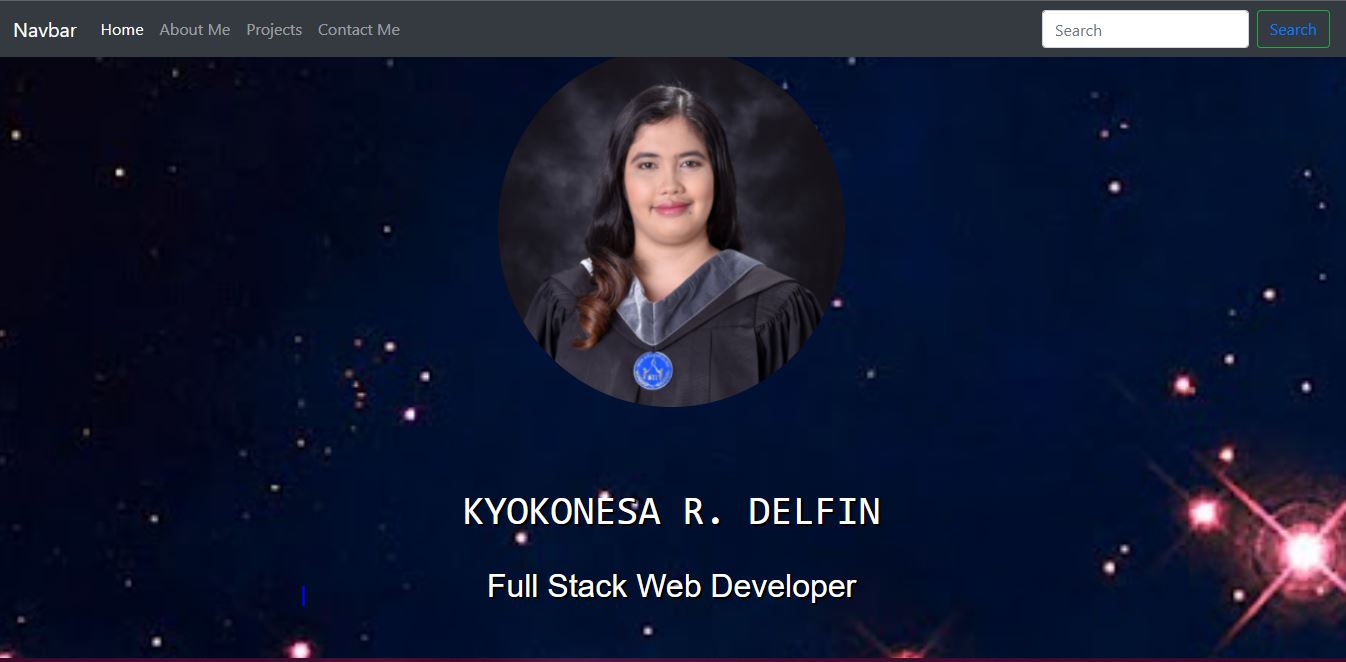 Navbar Home About Me Projects Contact Me Search Search
KYOKONESA R. DELFIN
Full Stack Web Developer